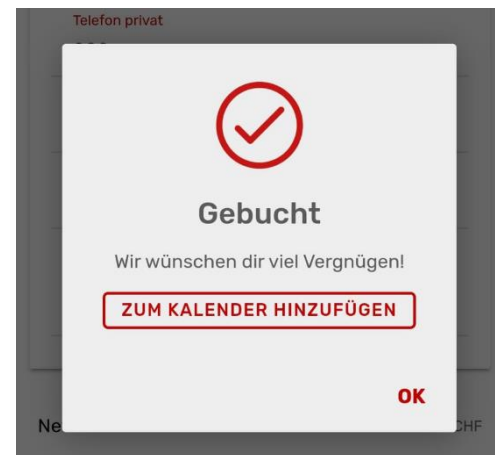 Telefon privat
Gebucht
Wir wünschen dir viel Vergnügen!
ZUM KALENDER HINZUFÜGEN
OK
Ne
CHF